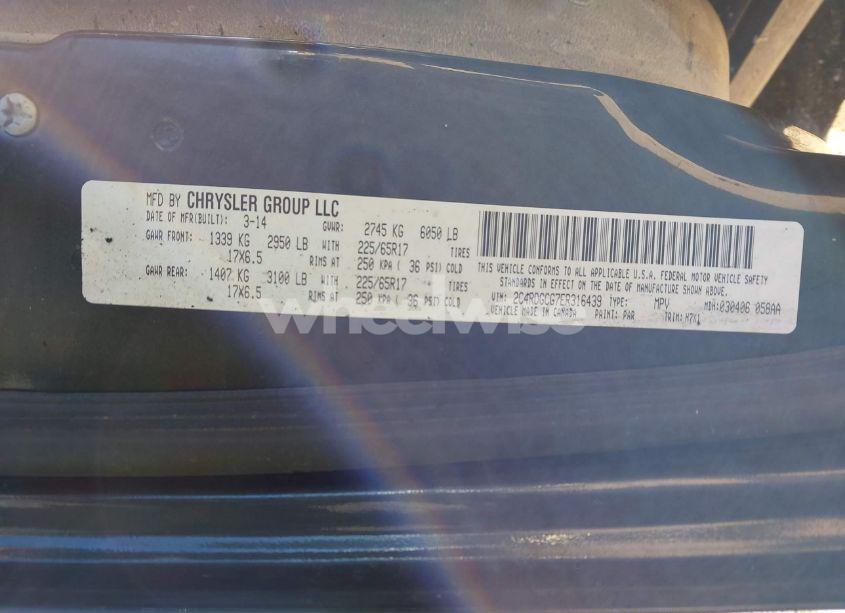 MFD BY CHRYSLER GROUP LLC
DATE OF MFR(BUILT): 3-14 GVWR: 2745 KG 6050 LB
GAWR FRONT: 1339 KG 2950 LB WITH 225/65R17 TIRES
17X6.5 RIMS AT 250 KPA ( 36 PSI) COLD
GAWR REAR: 1407 KG 3100 LB WITH 225/65R17 TIRES
17X6.5 RIMS AT 250 KPA ( 36 PSI) COLD
THIS VEHICLE CONFORMS TO ALL APPLICABLE U.S.A. FEDERAL MOTOR VEHICLE SAFETY
STANDARDS IN EFFECT ON THE DATE OF MANUFACTURE SHOWN ABOVE.
VIN: 2C4RDGCG7ER316439 TYPE: MPV MDH:030406 058AA
VEHICLE MADE IN CANADA PAINT: PAR TRIM:
wheelwise